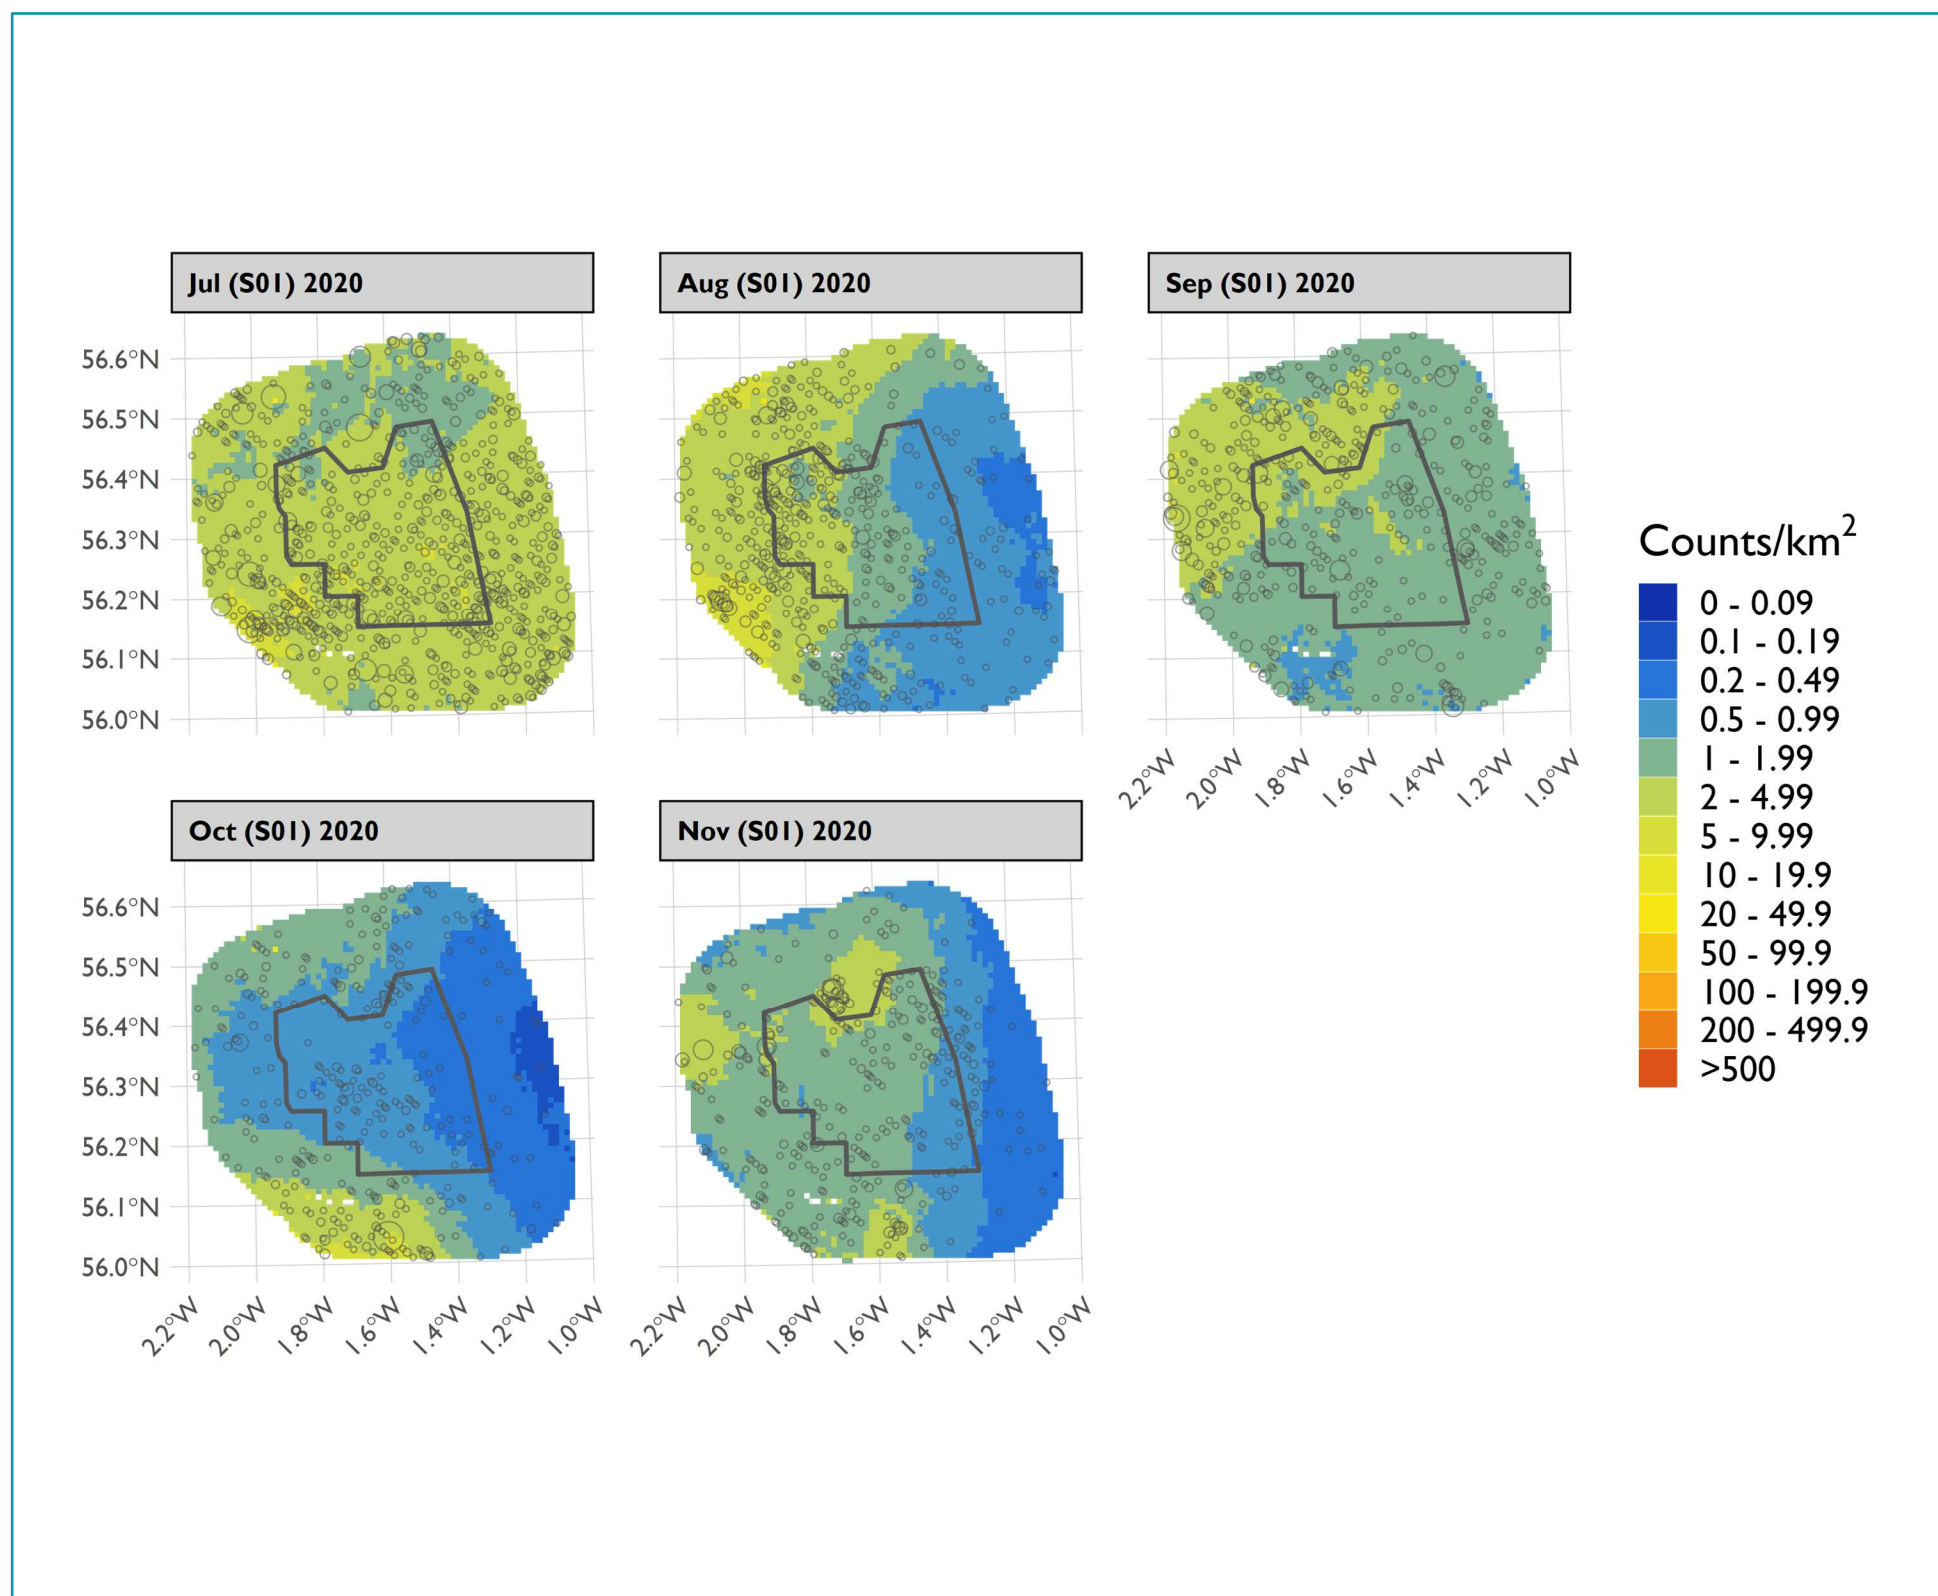 Jul (S01) 2020
Aug (S01) 2020
Sep (S01) 2020
56.6°N
56.5°N
56.4°N
56.3°N
56.2°N
56.1°N
56.0°N
2.2°W 2.0°W 1.8°W 1.6°W 1.4°W 1.2°W 1.0°W
Oct (S01) 2020
Nov (S01) 2020
56.6°N
56.5°N
56.4°N
56.3°N
56.2°N
56.1°N
56.0°N
2.2°W 2.0°W 1.8°W 1.6°W 1.4°W 1.2°W 1.0°W
2.2°W 2.0°W 1.8°W 1.6°W 1.4°W 1.2°W 1.0°W
Counts/km²
0 - 0.09
0.1 - 0.19
0.2 - 0.49
0.5 - 0.99
1 - 1.99
2 - 4.99
5 - 9.99
10 - 19.9
20 - 49.9
50 - 99.9
100 - 199.9
200 - 499.9
>500